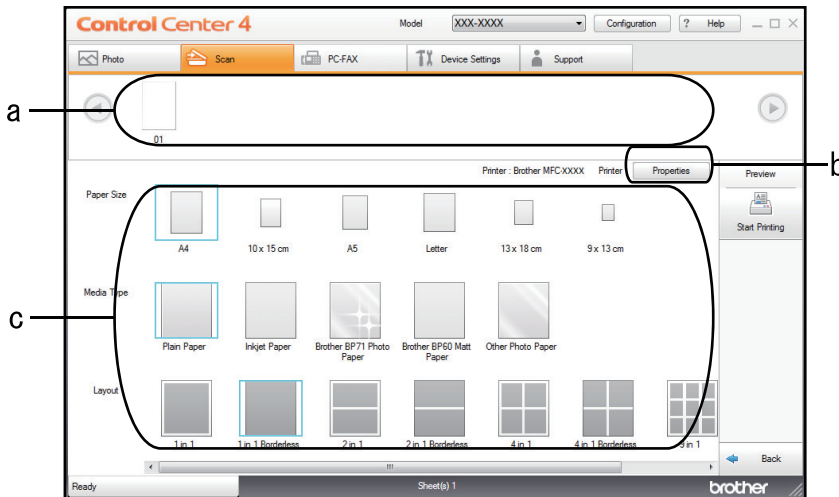 Control Center 4 Model XXX-XXXX Configuration ? Help
Photo Scan PC-FAX Device Settings Support
a
01
b
Printer : Brother MFC-XXXX Printer Properties Preview
Paper Size
Start Printing
A4 10 x 15 cm A5 Letter 13 x 18 cm 9 x 13 cm
Media Type
c
Plain Paper Inkjet Paper Brother BP71 Photo Paper Brother BP60 Matt Paper Other Photo Paper
Layout
1 in 1 1 in 1 Borderless 2 in 1 2 in 1 Borderless 4 in 1 4 in 1 Borderless 9 in 1
Back
Ready Sheet(s) 1 brother